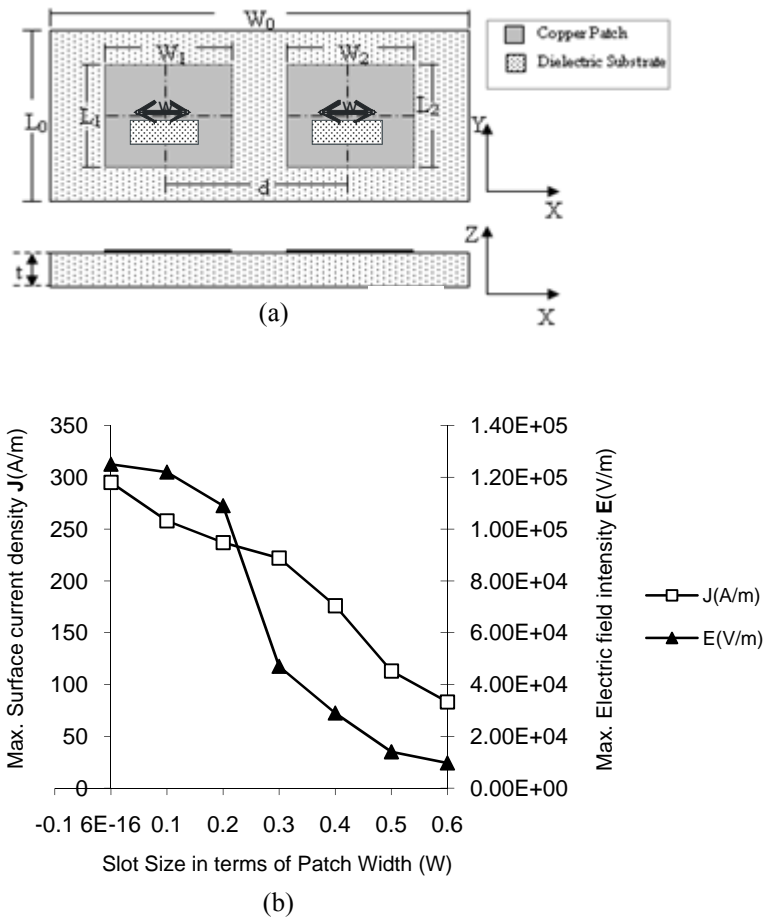 W0
W1
W2
L0
L1
L2
W
W
d
t
Copper Patch
Dielectric Substrate
Y
X
Z
X
(a)
Max. Surface current density J(A/m)
350
300
250
200
150
100
50
0
1.40E+05
1.20E+05
1.00E+05
8.00E+04
6.00E+04
4.00E+04
2.00E+04
0.00E+00
Max. Electric field intensity E(V/m)
J(A/m)
E(V/m)
-0.1 6E-16 0.1 0.2 0.3 0.4 0.5 0.6
Slot Size in terms of Patch Width (W)
(b)